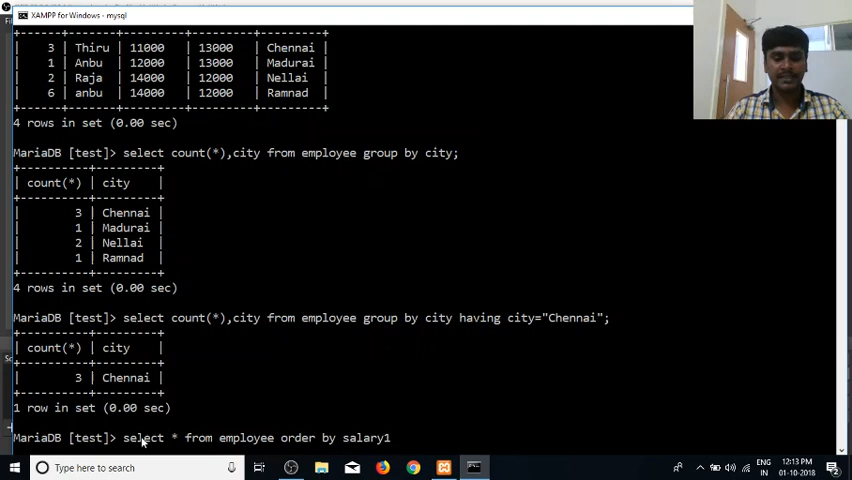 XAMPP for Windows - mysql
+------+-------+---------+---------+---------+
| 3 | Thiru | 11000 | 13000 | Chennai |
| 1 | Anbu | 12000 | 13000 | Madurai |
| 2 | Raja | 14000 | 12000 | Nellai |
| 6 | anbu | 14000 | 12000 | Ramnad |
+------+-------+---------+---------+---------+
4 rows in set (0.00 sec)
MariaDB [test]> select count(*),city from employee group by city;
+----------+---------+
| count(*) | city |
+----------+---------+
| 3 | Chennai |
| 1 | Madurai |
| 2 | Nellai |
| 1 | Ramnad |
+----------+---------+
4 rows in set (0.00 sec)
MariaDB [test]> select count(*),city from employee group by city having city="Chennai";
+----------+---------+
| count(*) | city |
+----------+---------+
| 3 | Chennai |
+----------+---------+
1 row in set (0.00 sec)
MariaDB [test]> select * from employee order by salary1
Type here to search
ENG
IN
12:13 PM
01-10-2018